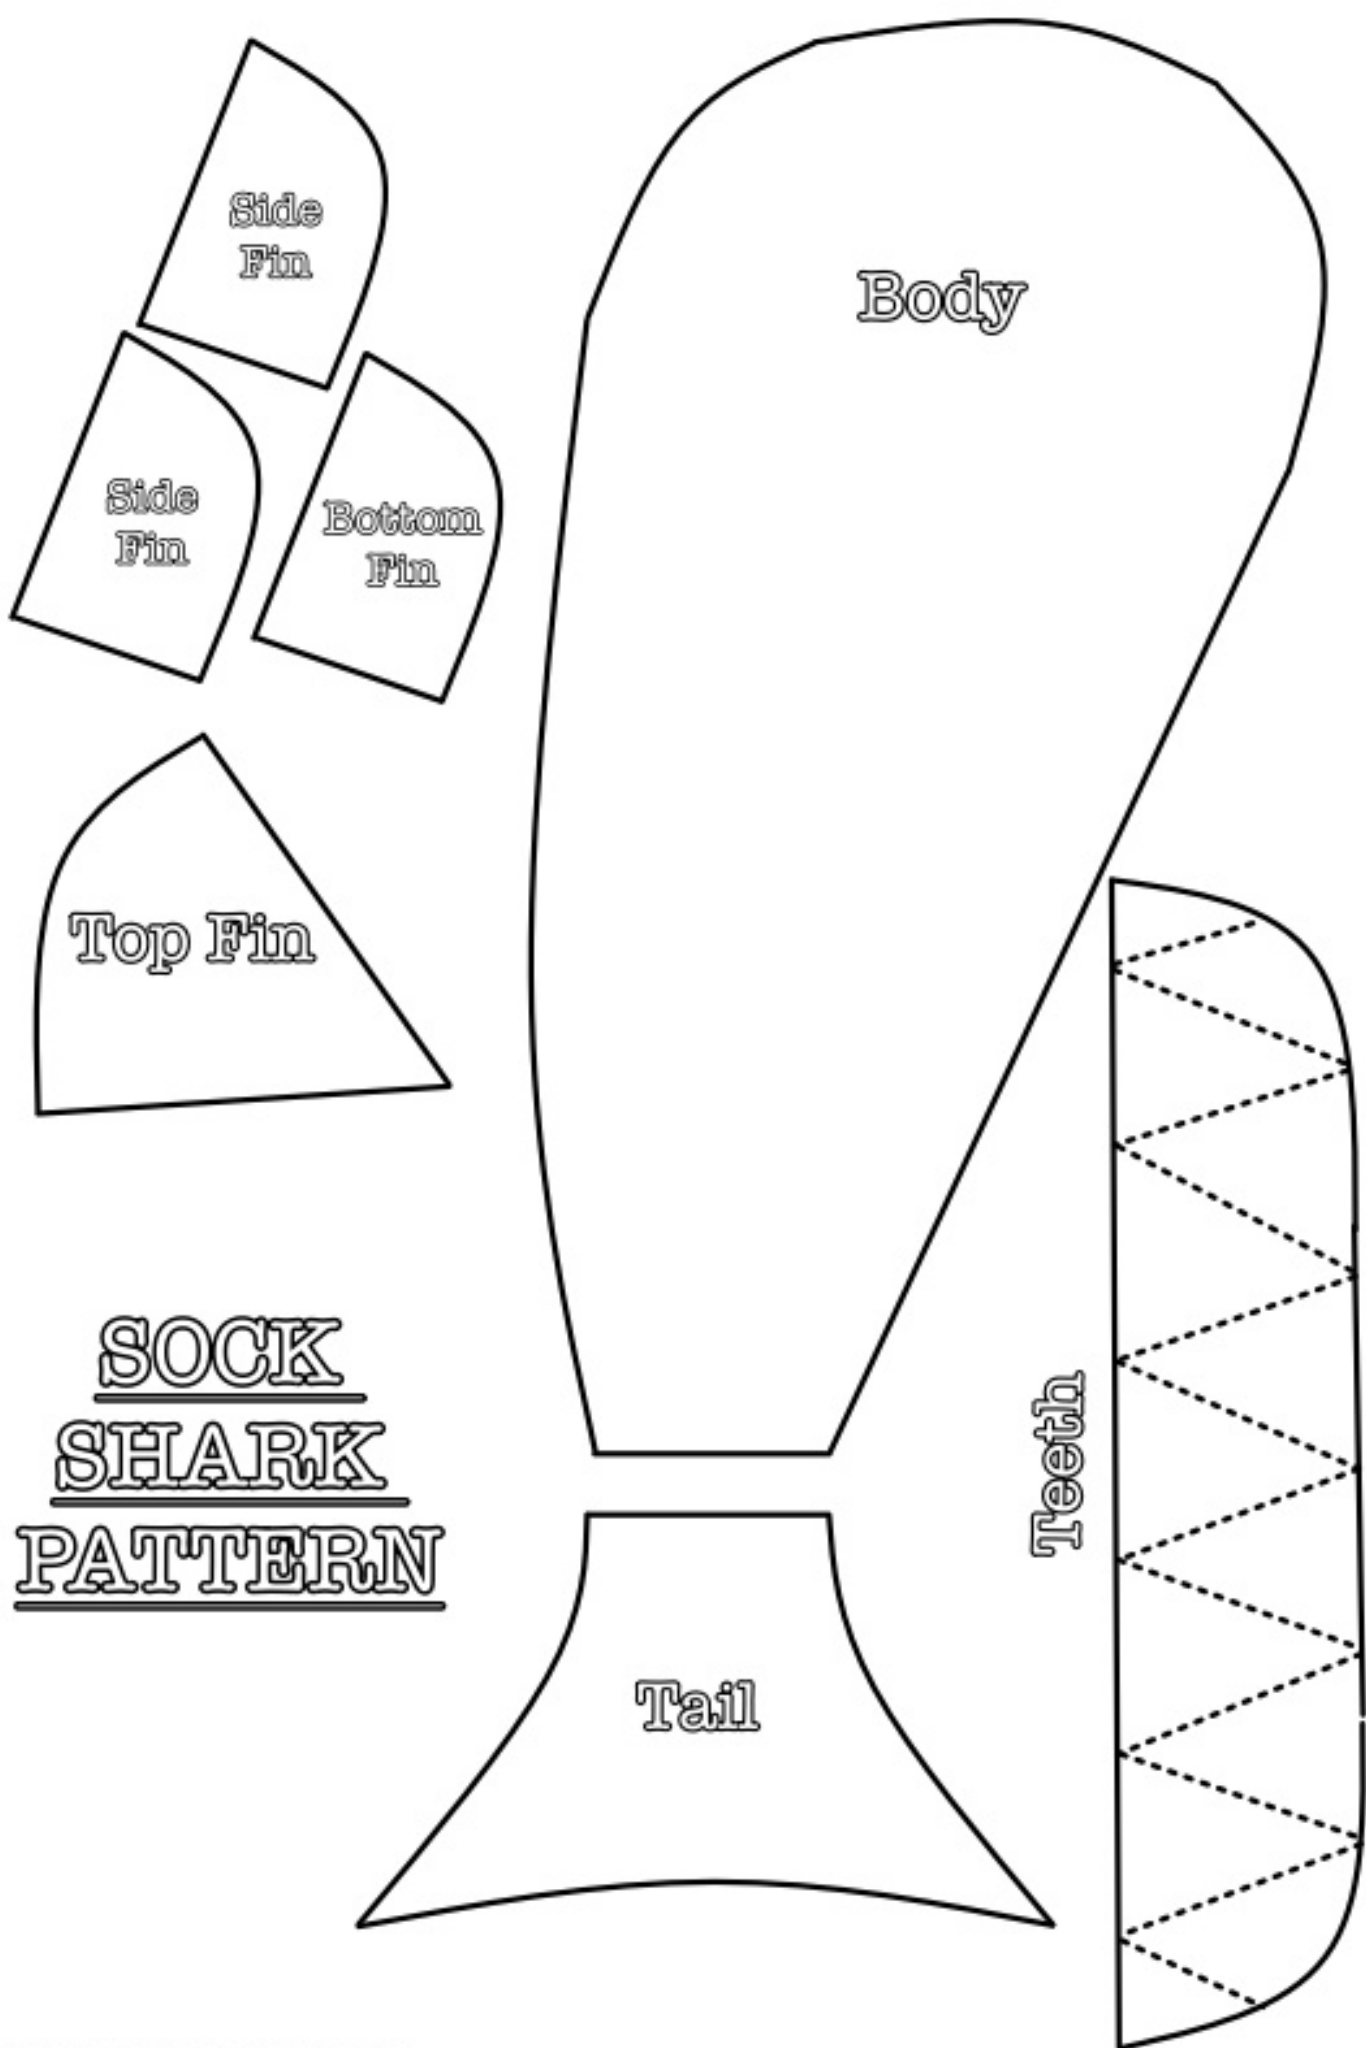 Side
Fin
Body
Side
Fin
Bottom
Fin
Top Fin
SOCK
SHARK
PATTERN
Teeth
Tail